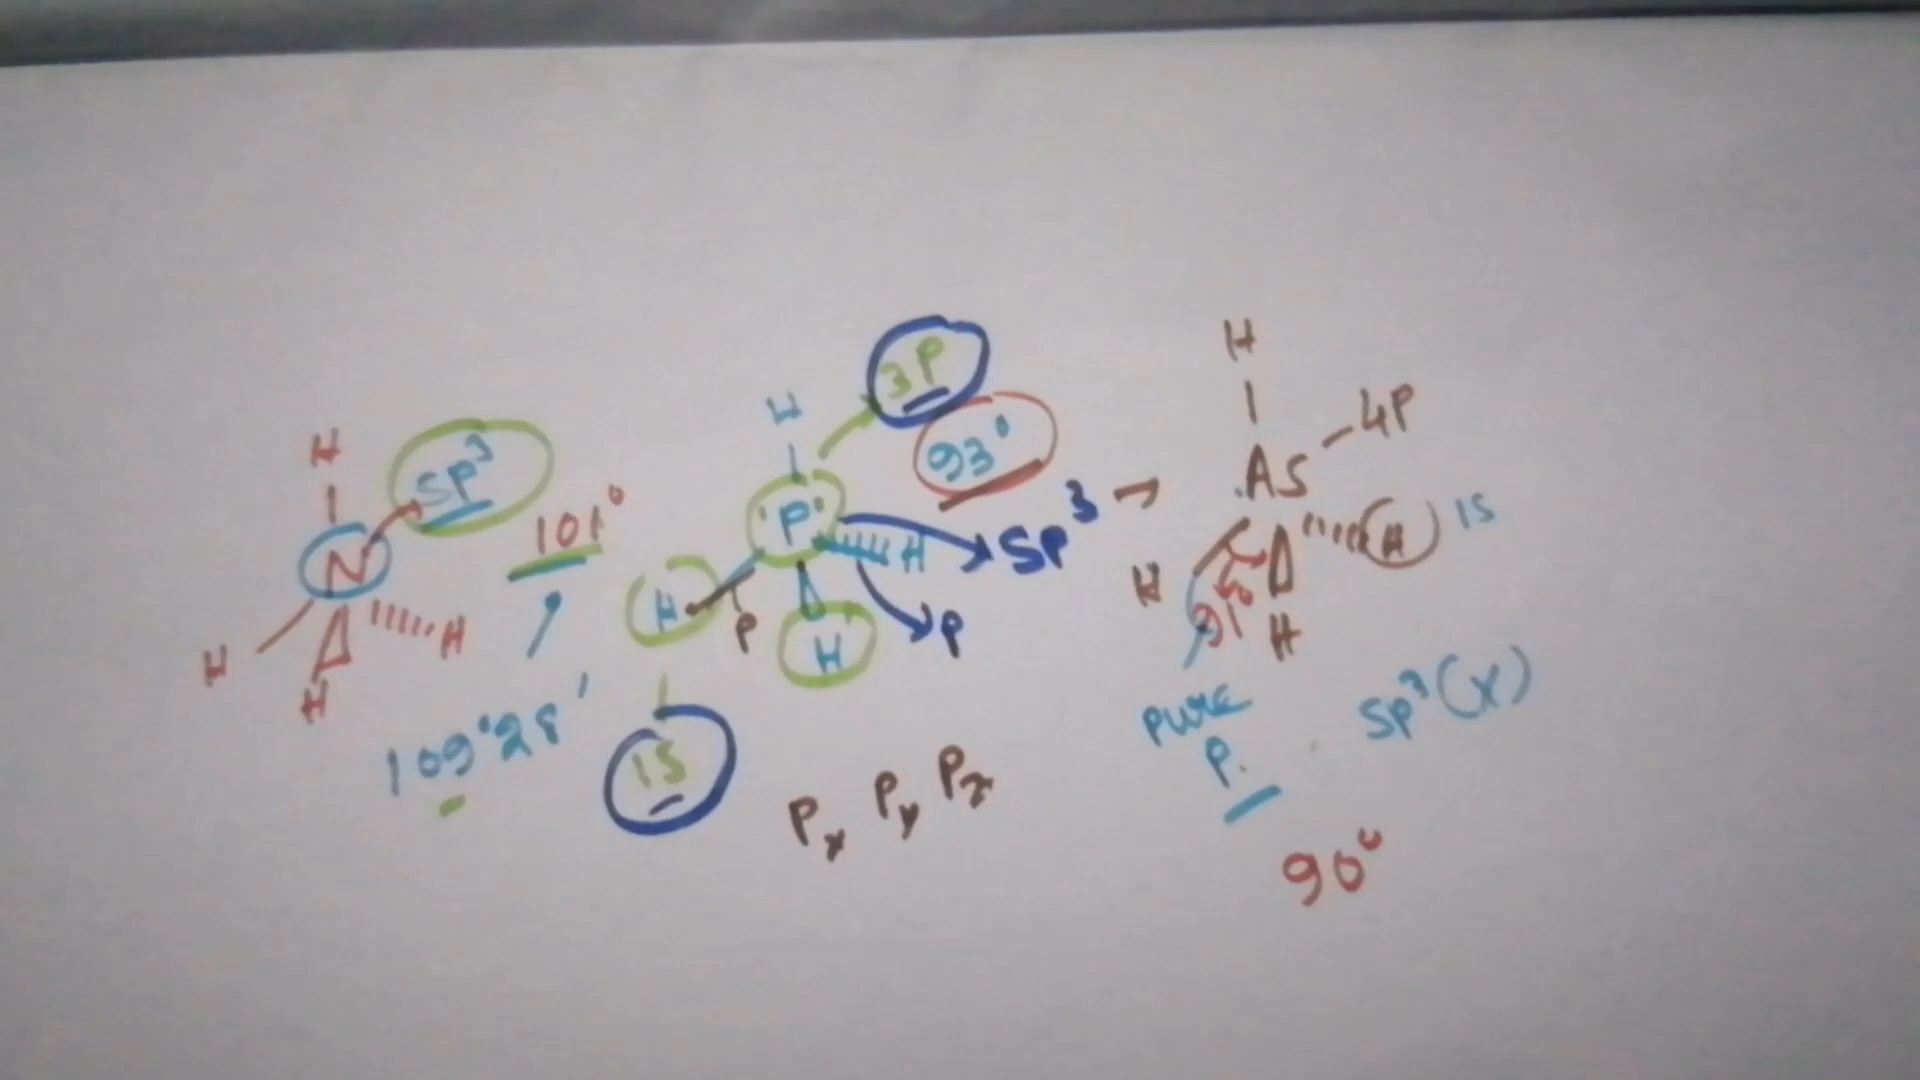 H
N
SP³
H
H
H
101°
109°28'
H
3P
93°
P
H
SP³ →
H
P
H
P
1S
Px Py Pz
H
AS
4P
H
1S
H
91°
H
Pure
P.
SP³(X)
90°